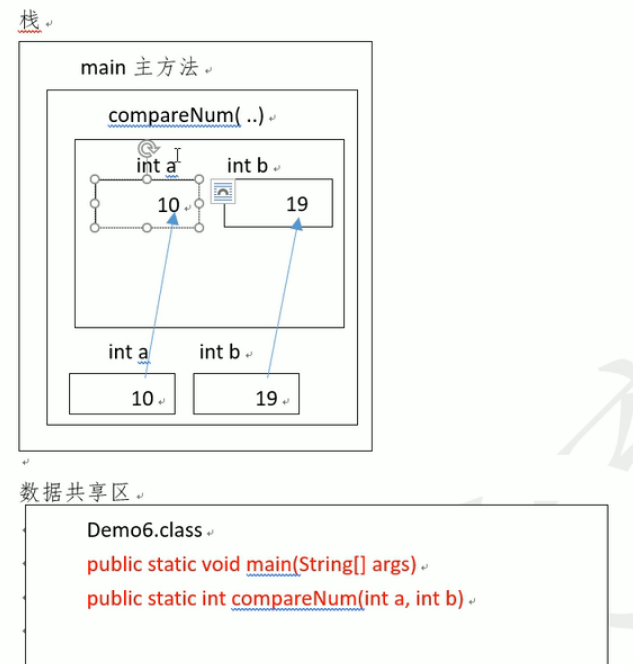 栈
main 主方法
compareNum( ..)
int a int b
10 19
int a int b
10 19
数据共享区
Demo6.class
public static void main(String[] args)
public static int compareNum(int a, int b)